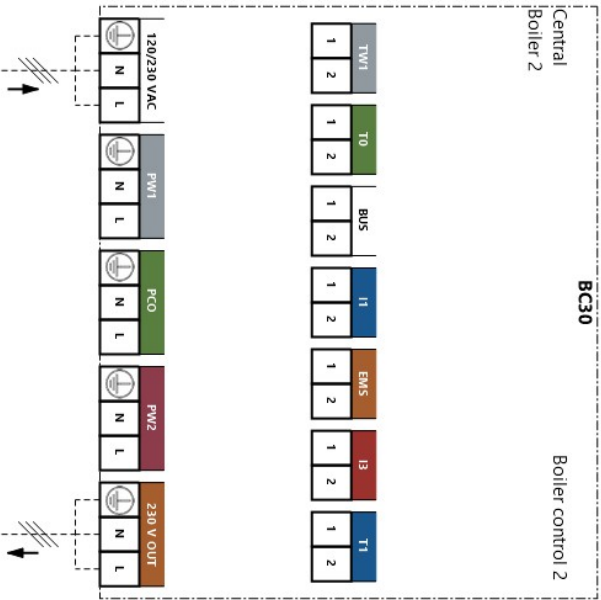 BC30
Central
Boiler 2
Boiler control 2
TW1 T0 BUS I1 EMS I3 T1
1 2 1 2 1 2 1 2 1 2 1 2 1 2
120/230 VAC PW1 PCO PW2 230 V OUT
N L N L N L N L N L